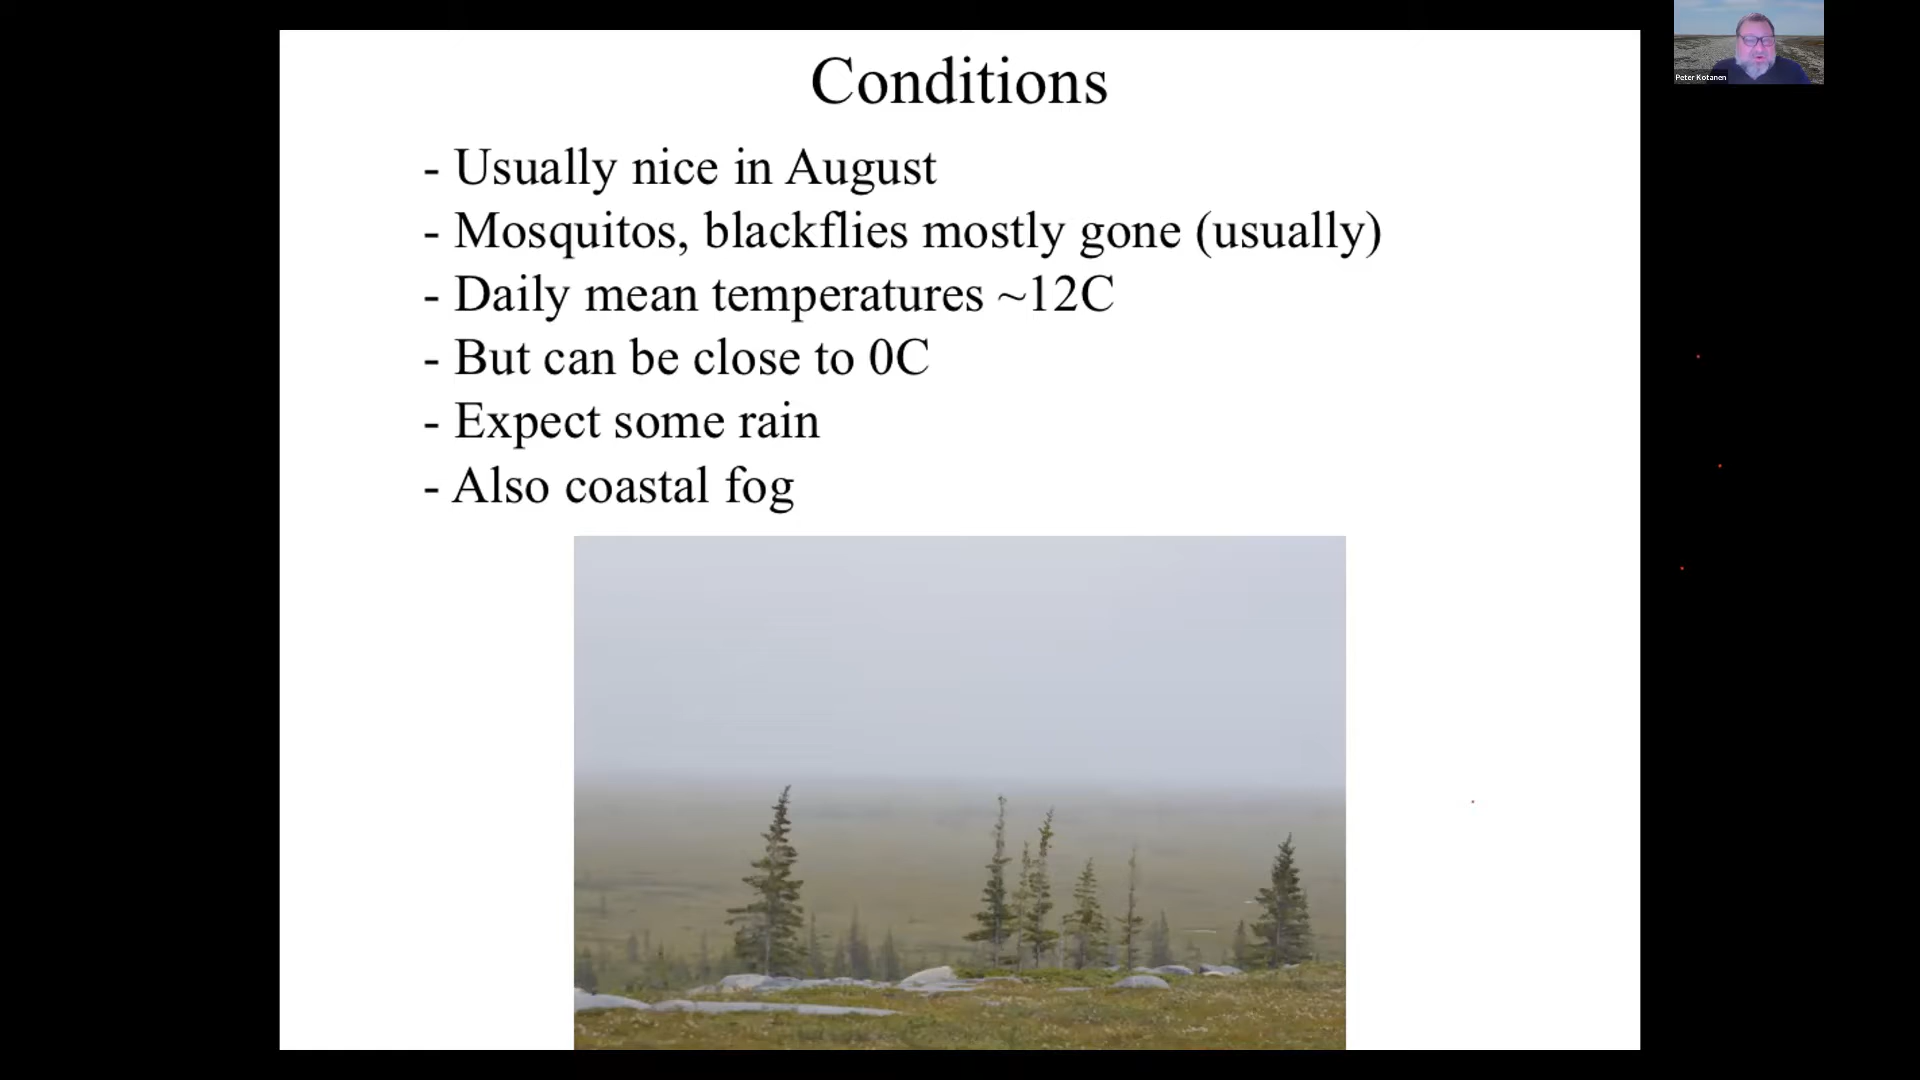 Conditions
- Usually nice in August
- Mosquitos, blackflies mostly gone (usually)
- Daily mean temperatures ~12C
- But can be close to 0C
- Expect some rain
- Also coastal fog
Peter Kotanen